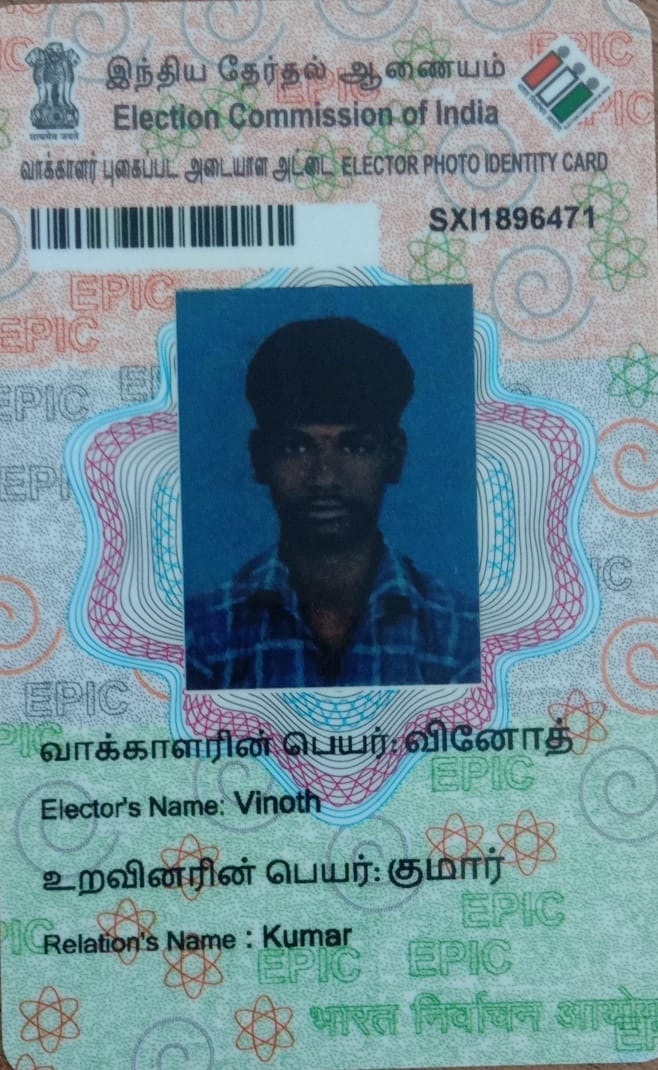 இந்திய தேர்தல் ஆணையம்
Election Commission of India
सत्यमेव जयते
வாக்காளர் புகைப்பட அடையாள அட்டை ELECTOR PHOTO IDENTITY CARD
SXI1896471
EPIC
EPIC
EPIC
EPIC
EPIC
EPIC
வாக்காளரின் பெயர்: வினோத்
EPIC
Elector's Name: Vinoth
உறவினரின் பெயர்: குமார்
EPIC
Relation's Name : Kumar
EPIC EPIC
भारत निर्वाचन आयोग